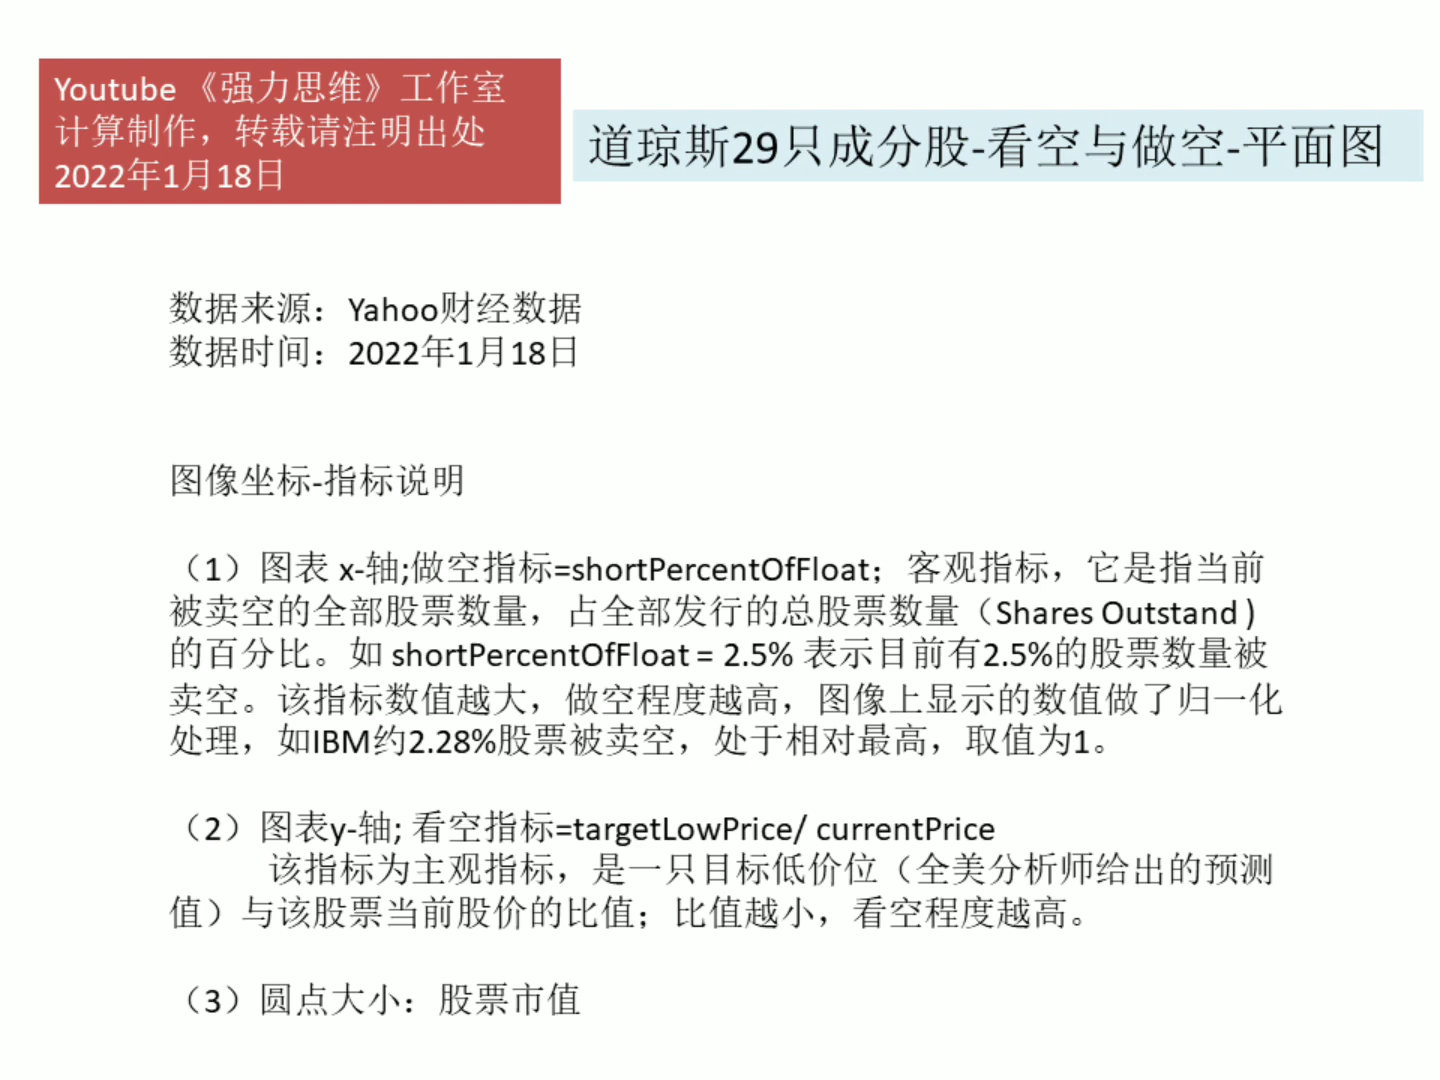 Youtube 《强力思维》工作室
计算制作，转载请注明出处
2022年1月18日
道琼斯29只成分股-看空与做空-平面图
数据来源：Yahoo财经数据
数据时间：2022年1月18日
图像坐标-指标说明
（1）图表 x-轴;做空指标=shortPercentOfFloat；客观指标，它是指当前
被卖空的全部股票数量，占全部发行的总股票数量（Shares Outstand )
的百分比。如 shortPercentOfFloat = 2.5% 表示目前有2.5%的股票数量被
卖空。该指标数值越大，做空程度越高，图像上显示的数值做了归一化
处理，如IBM约2.28%股票被卖空，处于相对最高，取值为1。
（2）图表y-轴; 看空指标=targetLowPrice/ currentPrice
该指标为主观指标，是一只目标低价位（全美分析师给出的预测
值）与该股票当前股价的比值；比值越小，看空程度越高。
（3）圆点大小：股票市值